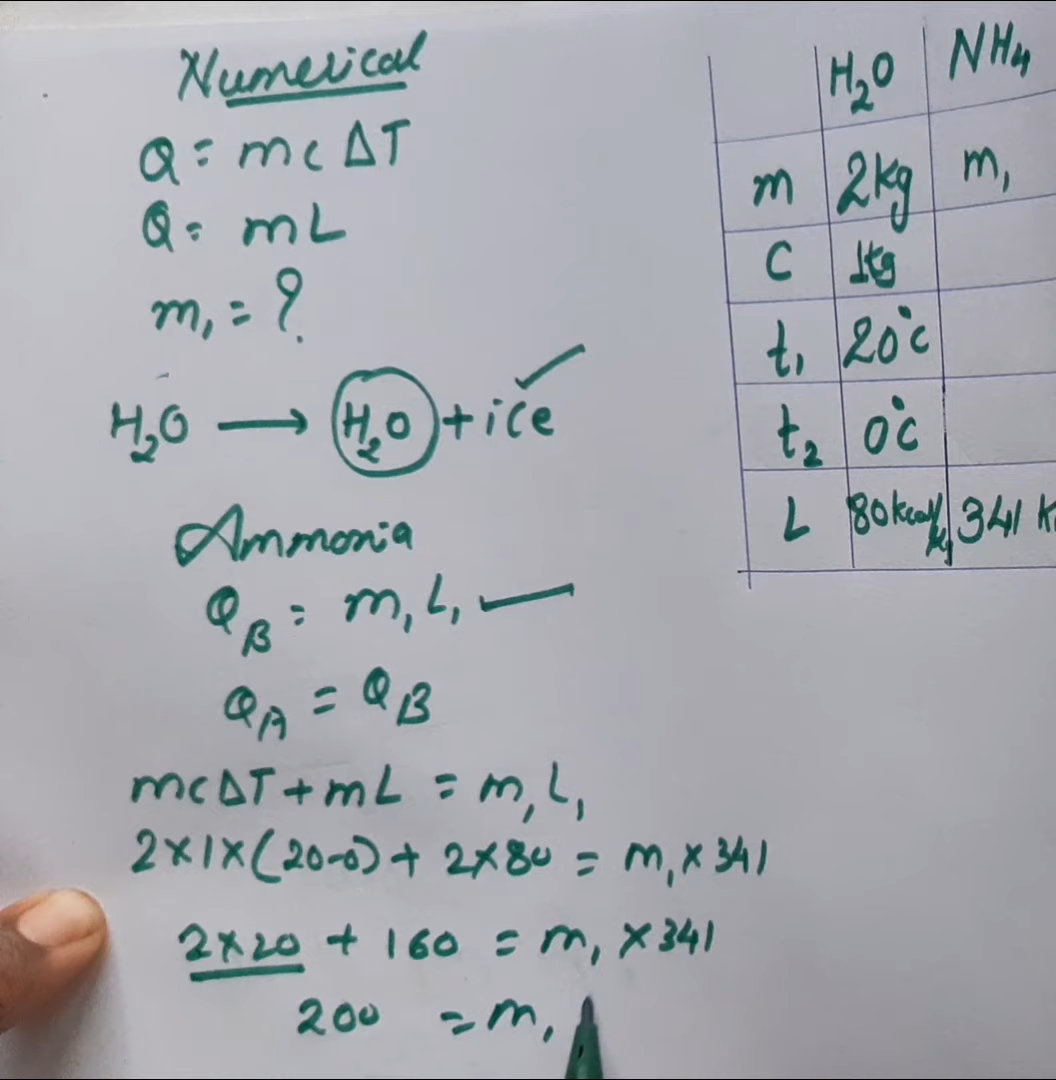 Numerical
Q = mcΔT
Q = mL
m₁ = ?
H₂O → H₂O + ice ✓
Ammonia
Q_B = m₁L₁ —
Q_A = Q_B
mcΔT + mL = m₁L₁
2×1×(20-0) + 2×80 = m₁×341
2×20 + 160 = m₁×341
200 = m₁
H₂O NH₄
m 2kg m₁
C
t₁ 20°c
t₂ 0°c
L 80kcal/kg 341 K